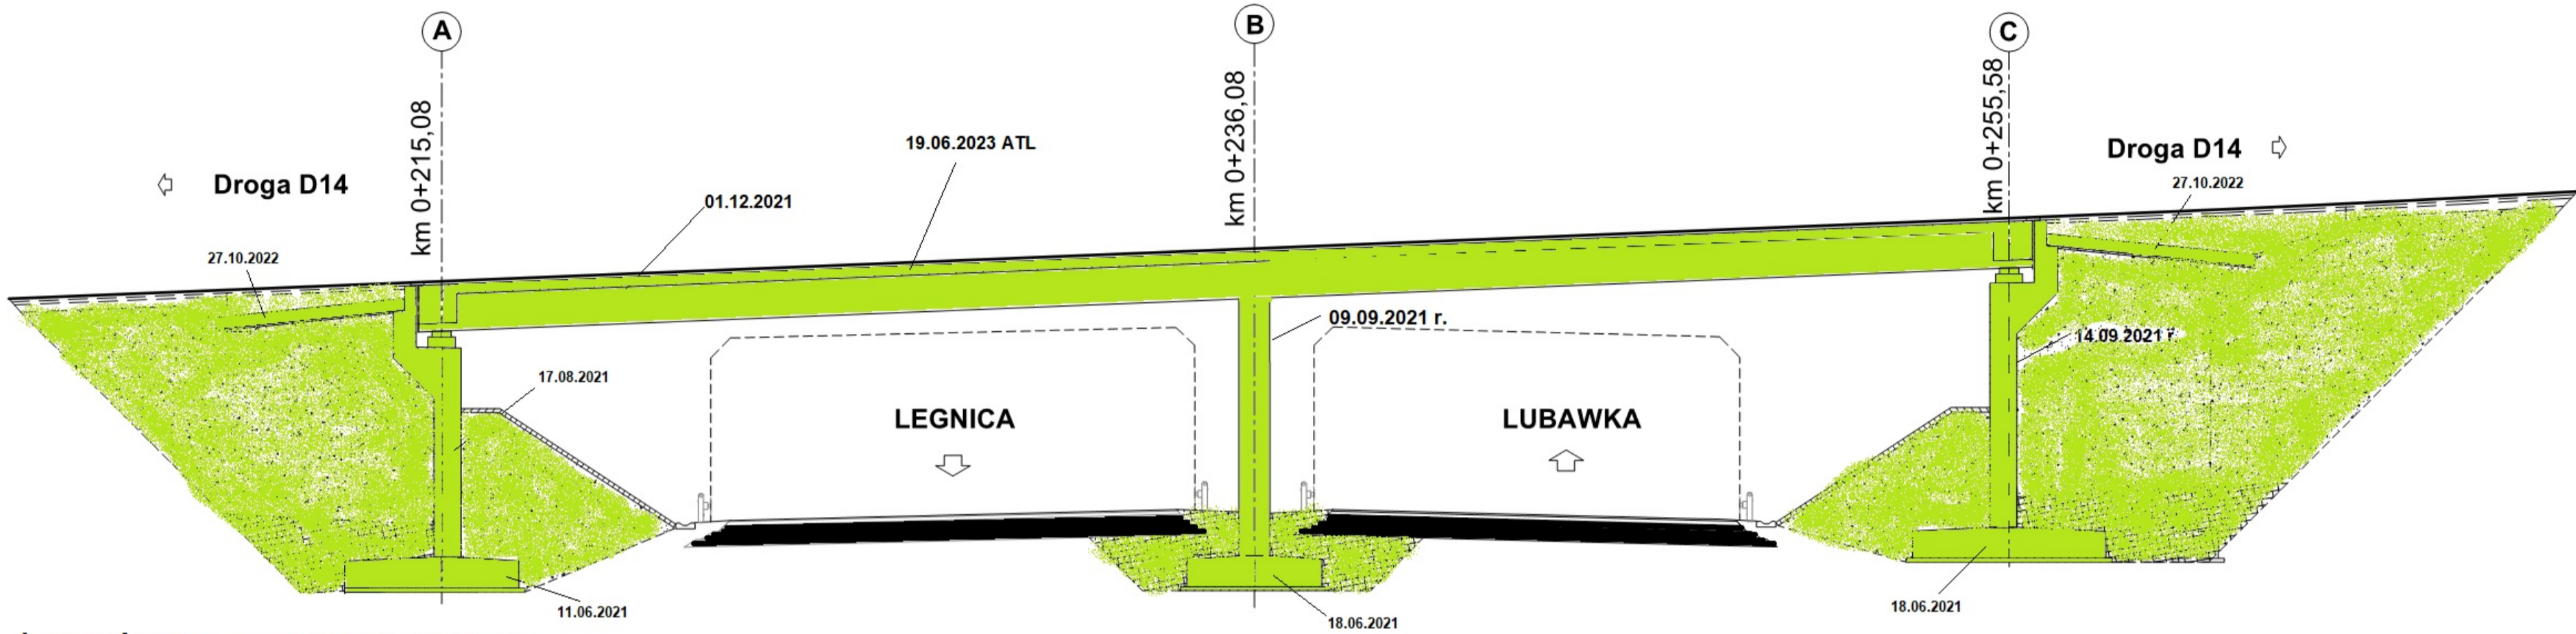 A
B
C
km 0+215,08
km 0+236,08
km 0+255,58
19.06.2023 ATL
Droga D14
Droga D14
27.10.2022
01.12.2021
27.10.2022
09.09.2021 r.
14.09.2021 r
17.08.2021
LEGNICA
LUBAWKA
11.06.2021
18.06.2021
18.06.2021